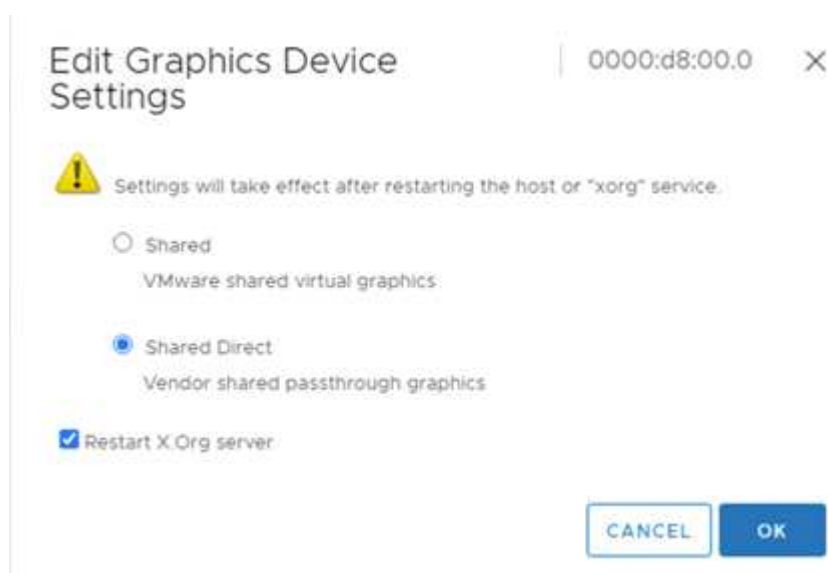 Edit Graphics Device
Settings
0000:d8:00.0
Settings will take effect after restarting the host or "xorg" service.
Shared
VMware shared virtual graphics
Shared Direct
Vendor shared passthrough graphics
Restart X.Org server
CANCEL
OK